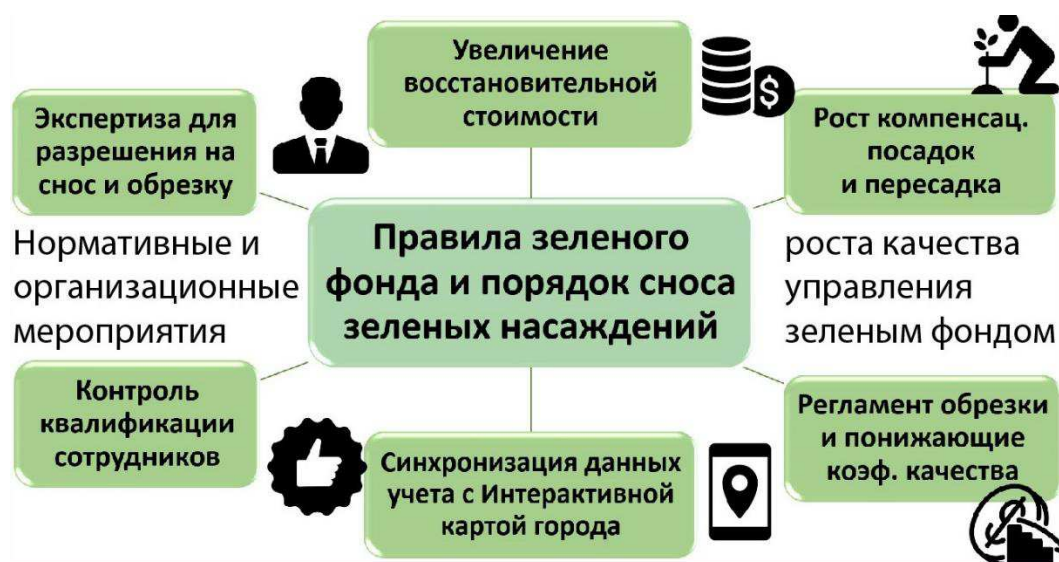 Увеличение
восстановительной
стоимости
Экспертиза для
разрешения на
снос и обрезку
Рост компенсац.
посадок
и пересадка
Нормативные и
организационные
мероприятия
Правила зеленого
фонда и порядок сноса
зеленых насаждений
роста качества
управления
зеленым фондом
Контроль
квалификации
сотрудников
Синхронизация данных
учета с Интерактивной
картой города
Регламент обрезки
и понижающие
коэф. качества